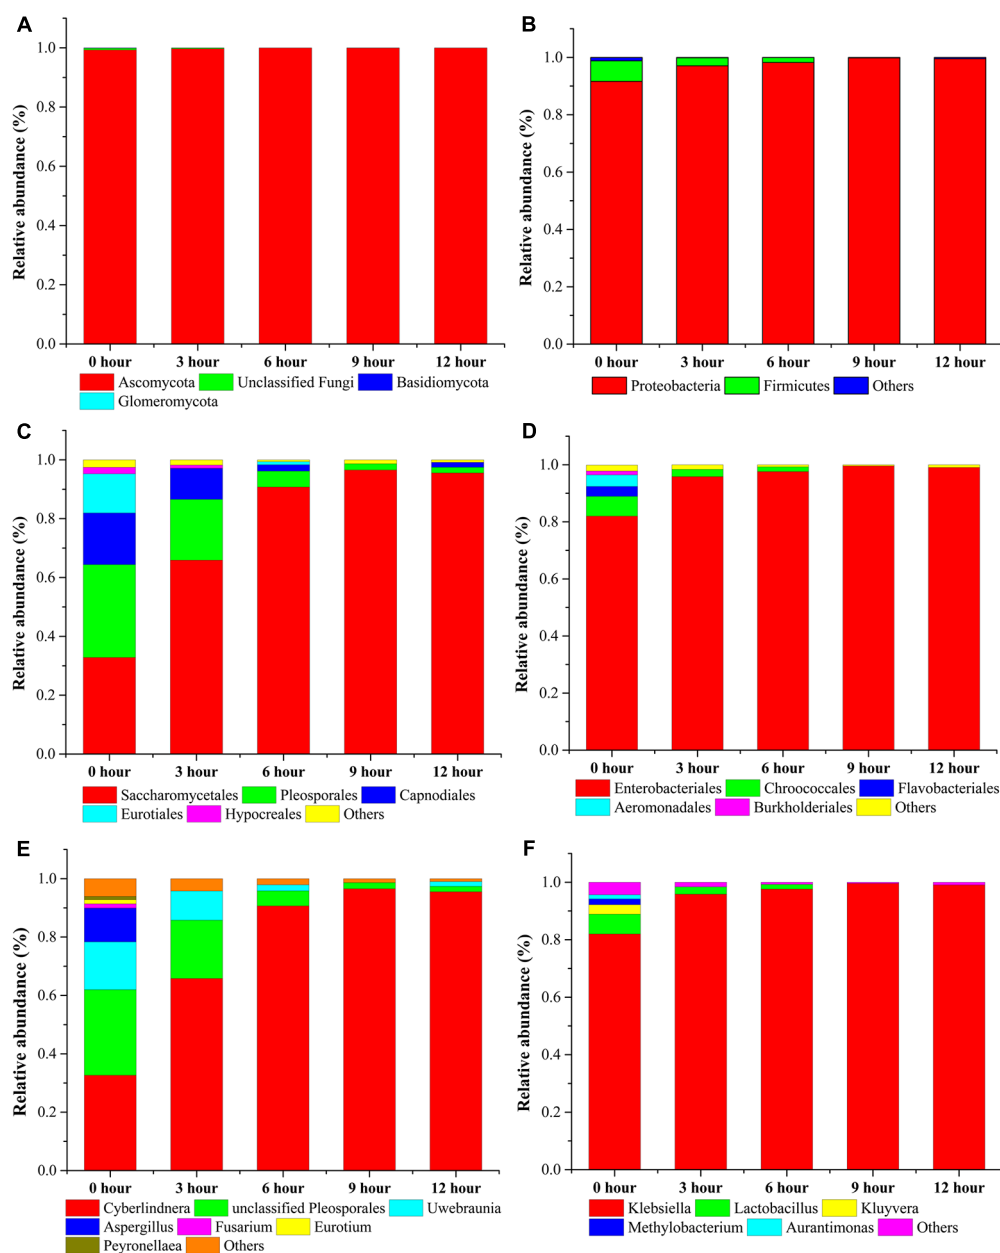 A
Relative abundance (%)
1.0
0.8
0.6
0.4
0.2
0.0
0 hour 3 hour 6 hour 9 hour 12 hour
Ascomycota Unclassified Fungi Basidiomycota
Glomeromycota
B
Relative abundance (%)
1.0
0.8
0.6
0.4
0.2
0.0
0 hour 3 hour 6 hour 9 hour 12 hour
Proteobacteria Firmicutes Others
C
Relative abundance (%)
1.0
0.8
0.6
0.4
0.2
0.0
0 hour 3 hour 6 hour 9 hour 12 hour
Saccharomycetales Pleosporales Capnodiales
Eurotiales Hypocreales Others
D
Relative abundance (%)
1.0
0.8
0.6
0.4
0.2
0.0
0 hour 3 hour 6 hour 9 hour 12 hour
Enterobacteriales Chroococcales Flavobacteriales
Aeromonadales Burkholderiales Others
E
Relative abundance (%)
1.0
0.8
0.6
0.4
0.2
0.0
0 hour 3 hour 6 hour 9 hour 12 hour
Cyberlindnera unclassified Pleosporales Uwebraunia
Aspergillus Fusarium Eurotium
Peyronellaea Others
F
Relative abundance (%)
1.0
0.8
0.6
0.4
0.2
0.0
0 hour 3 hour 6 hour 9 hour 12 hour
Klebsiella Lactobacillus Kluyvera
Methylobacterium Aurantimonas Others